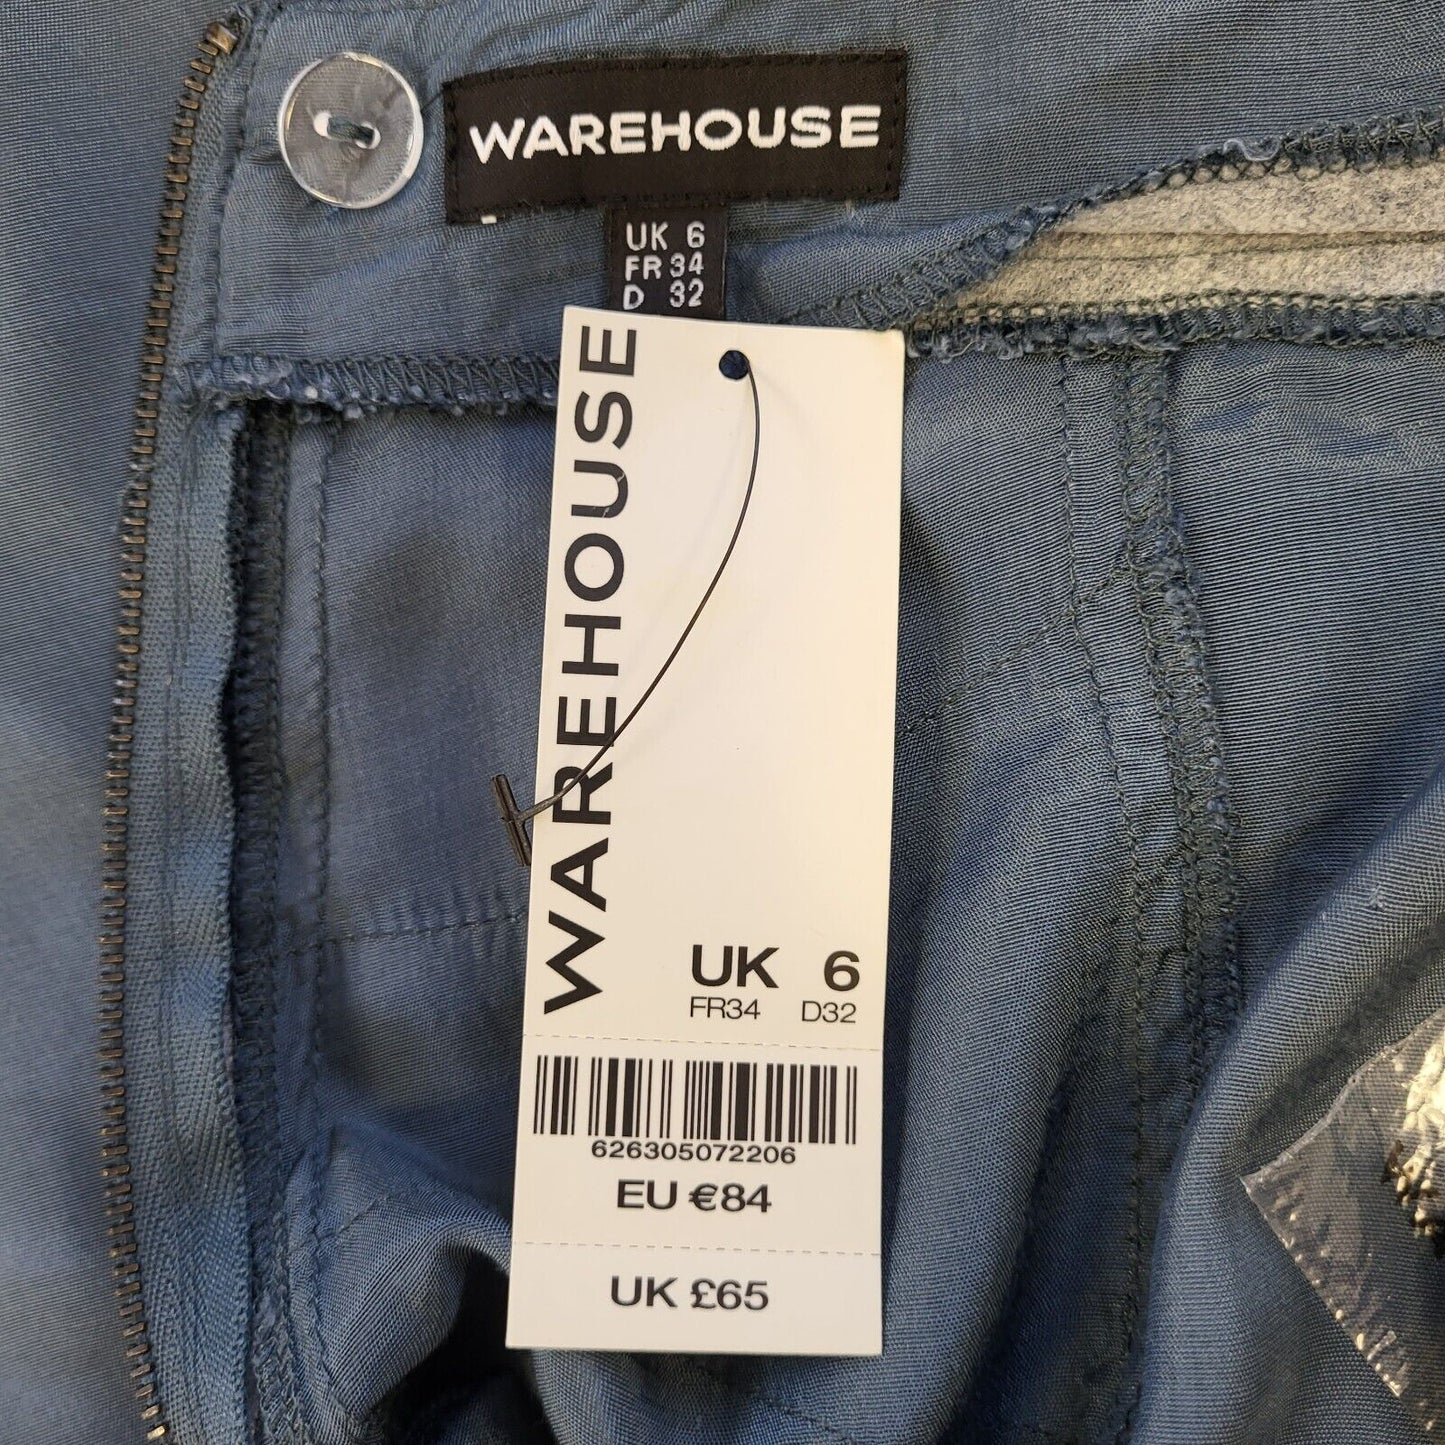 WAREHOUSE
UK 6
FR 34
D 32
WAREHOUSE
UK 6
FR34 D32
626305072206
EU €84
UK £65